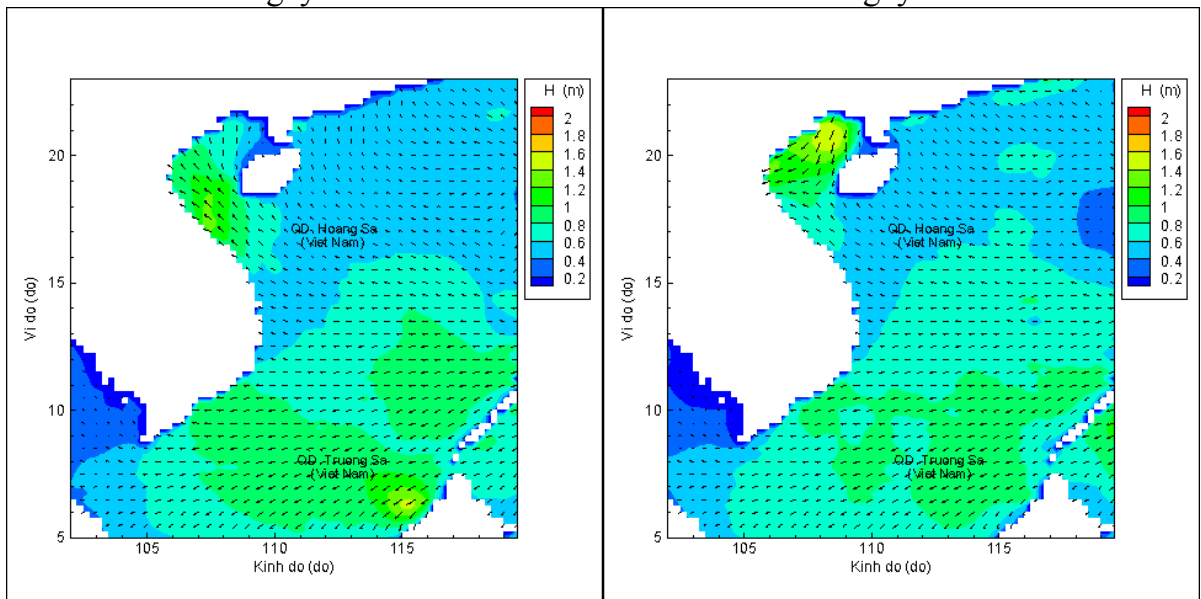 H (m)
2
1.8
1.6
1.4
1.2
1
0.8
0.6
0.4
0.2
20
15
10
5
Vi do (do)
QD. Hoang Sa
(Viet Nam)
QD. Truong Sa
(Viet Nam)
105
110
115
Kinh do (do)
H (m)
2
1.8
1.6
1.4
1.2
1
0.8
0.6
0.4
0.2
20
15
10
5
Vi do (do)
QD. Hoang Sa
(Viet Nam)
QD. Truong Sa
(Viet Nam)
105
110
115
Kinh do (do)